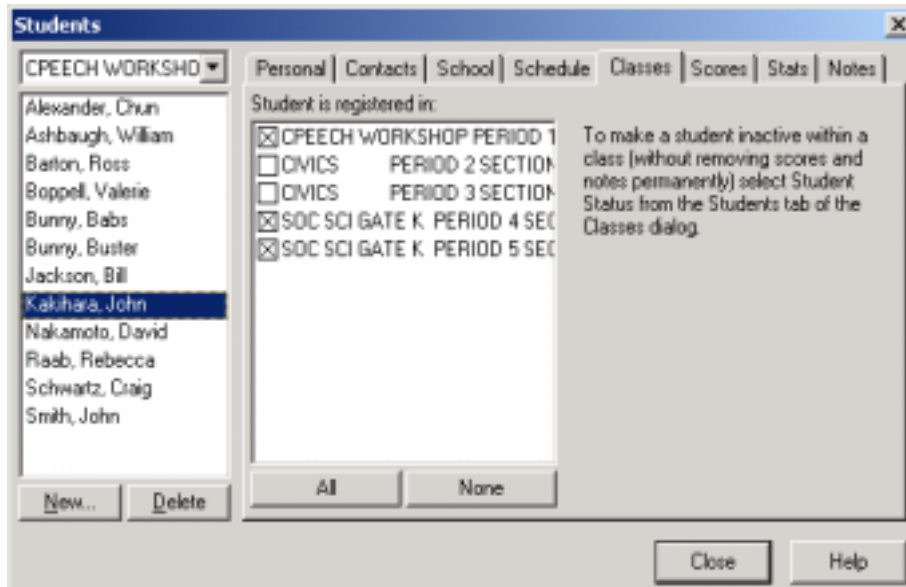 Students
CPEECH WORKSHO
Alexander, Chun
Ashbaugh, William
Barton, Ross
Boppell, Valerie
Bunny, Babs
Bunny, Buster
Jackson, Bill
Kakihara, John
Nakamoto, David
Raab, Rebecca
Schwartz, Craig
Smith, John
New...
Delete
Personal Contacts School Schedule Classes Scores Stats Notes
Student is registered in:
CPEECH WORKSHOP PERIOD 1
CIVICS PERIOD 2 SECTION
CIVICS PERIOD 3 SECTION
SOC SCI GATE K PERIOD 4 SEC
SOC SCI GATE K PERIOD 5 SEC
All
None
To make a student inactive within a
class (without removing scores and
notes permanently) select Student
Status from the Students tab of the
Classes dialog.
Close
Help